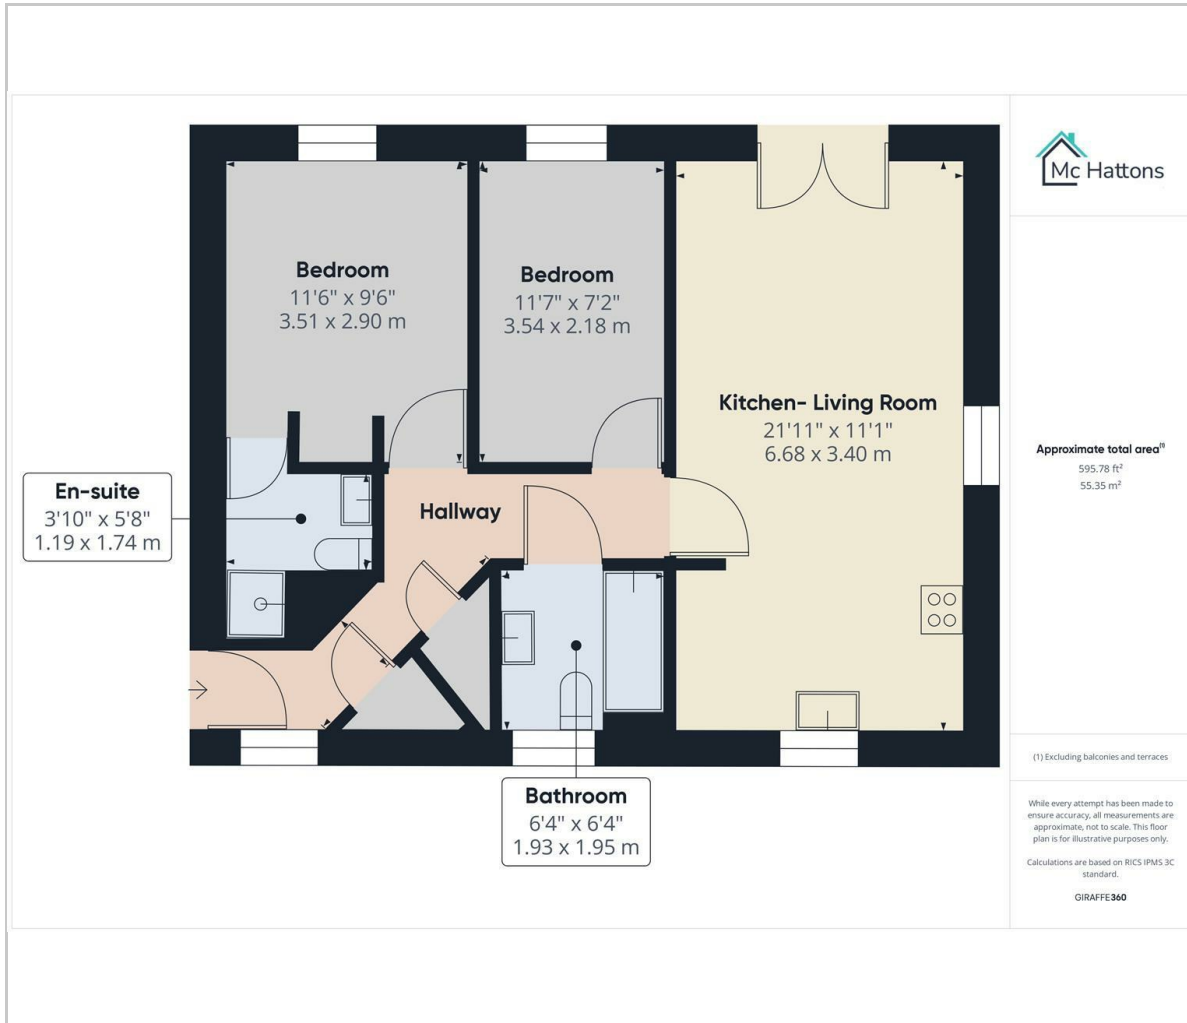 Bedroom
11'6" x 9'6"
3.51 x 2.90 m
Bedroom
11'7" x 7'2"
3.54 x 2.18 m
Kitchen- Living Room
21'11" x 11'1"
6.68 x 3.40 m
En-suite
3'10" x 5'8"
1.19 x 1.74 m
Hallway
Bathroom
6'4" x 6'4"
1.93 x 1.95 m
Mc Hattons
Approximate total area⁽¹⁾
595.78 ft²
55.35 m²
(1) Excluding balconies and terraces
While every attempt has been made to
ensure accuracy, all measurements are
approximate, not to scale. This floor
plan is for illustrative purposes only.
Calculations are based on RICS IPMS 3C
standard.
GIRAFFE360